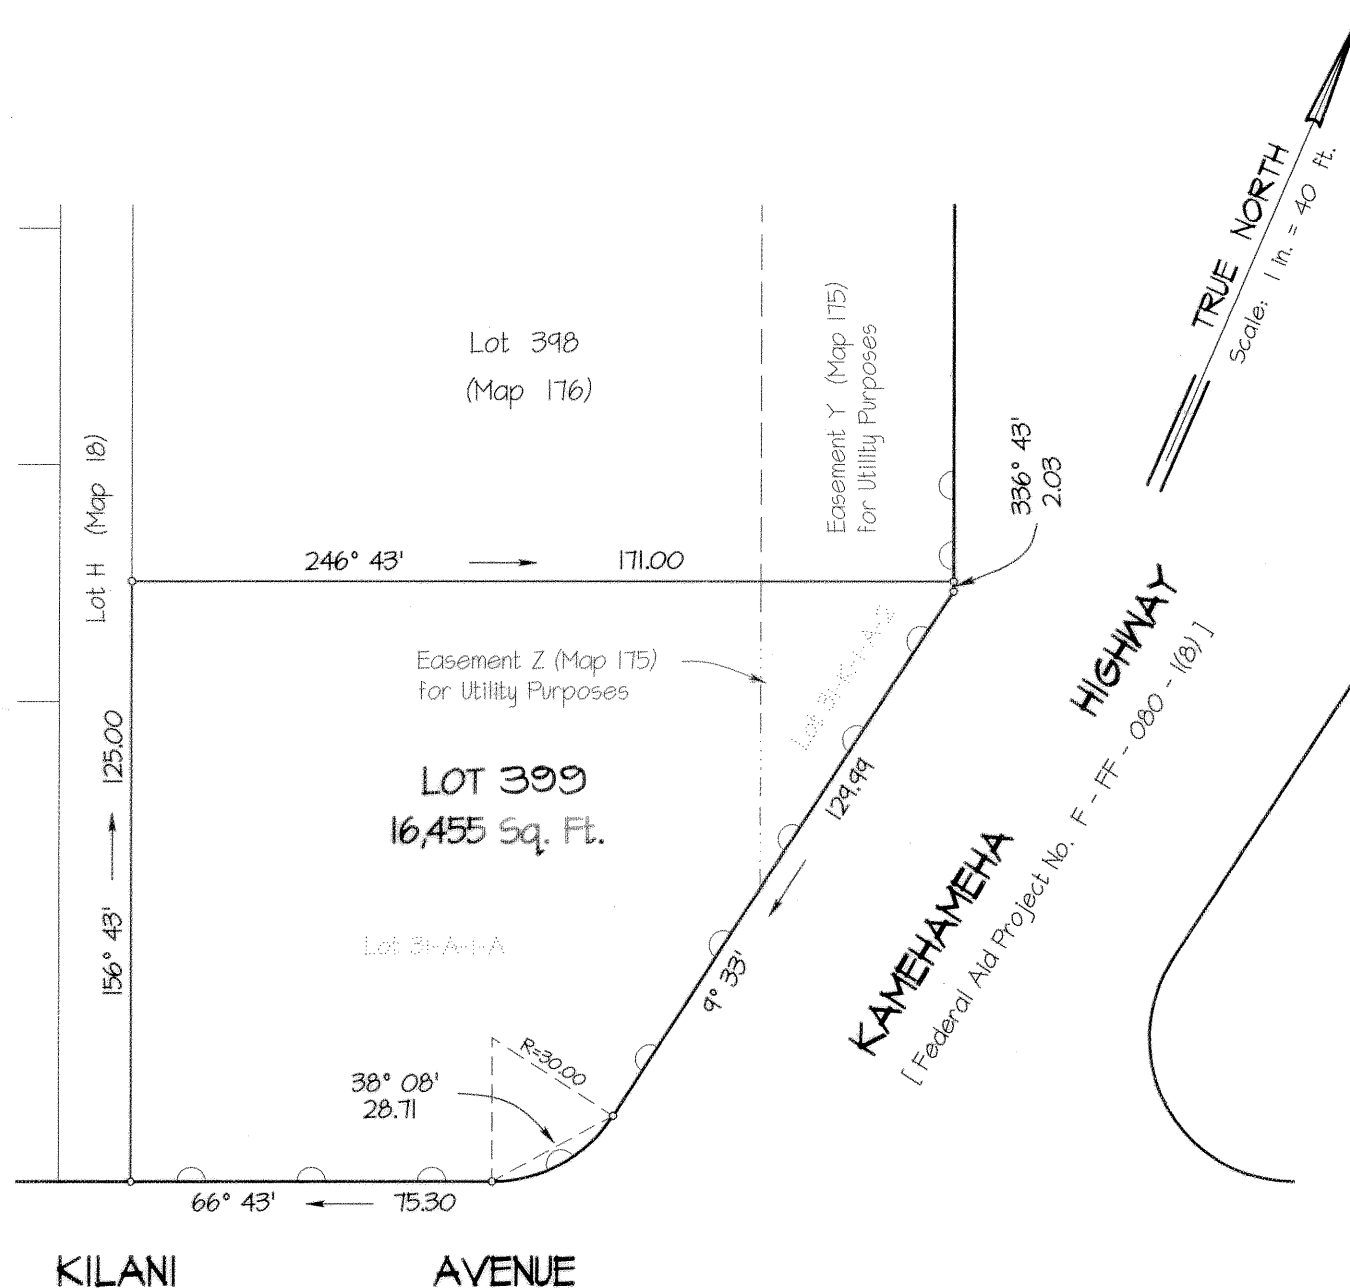 TRUE NORTH
Scale: 1 in. = 40 ft.
Lot 398
(Map 176)
Easement Y (Map 175)
for Utility Purposes
Lot H (Map 18)
336° 43'
2.03
246° 43' 171.00
Easement Z (Map 175)
for Utility Purposes
LOT 399
16,455 Sq. Ft.
Lot 31-A-1-A
156° 43' 125.00
129.99
9° 33'
KAMEHAMEHA HIGHWAY
[ Federal Aid Project No. F - FF - 080 - 1(8) ]
R=30.00
38° 08'
28.71
66° 43' 75.30
KILANI AVENUE